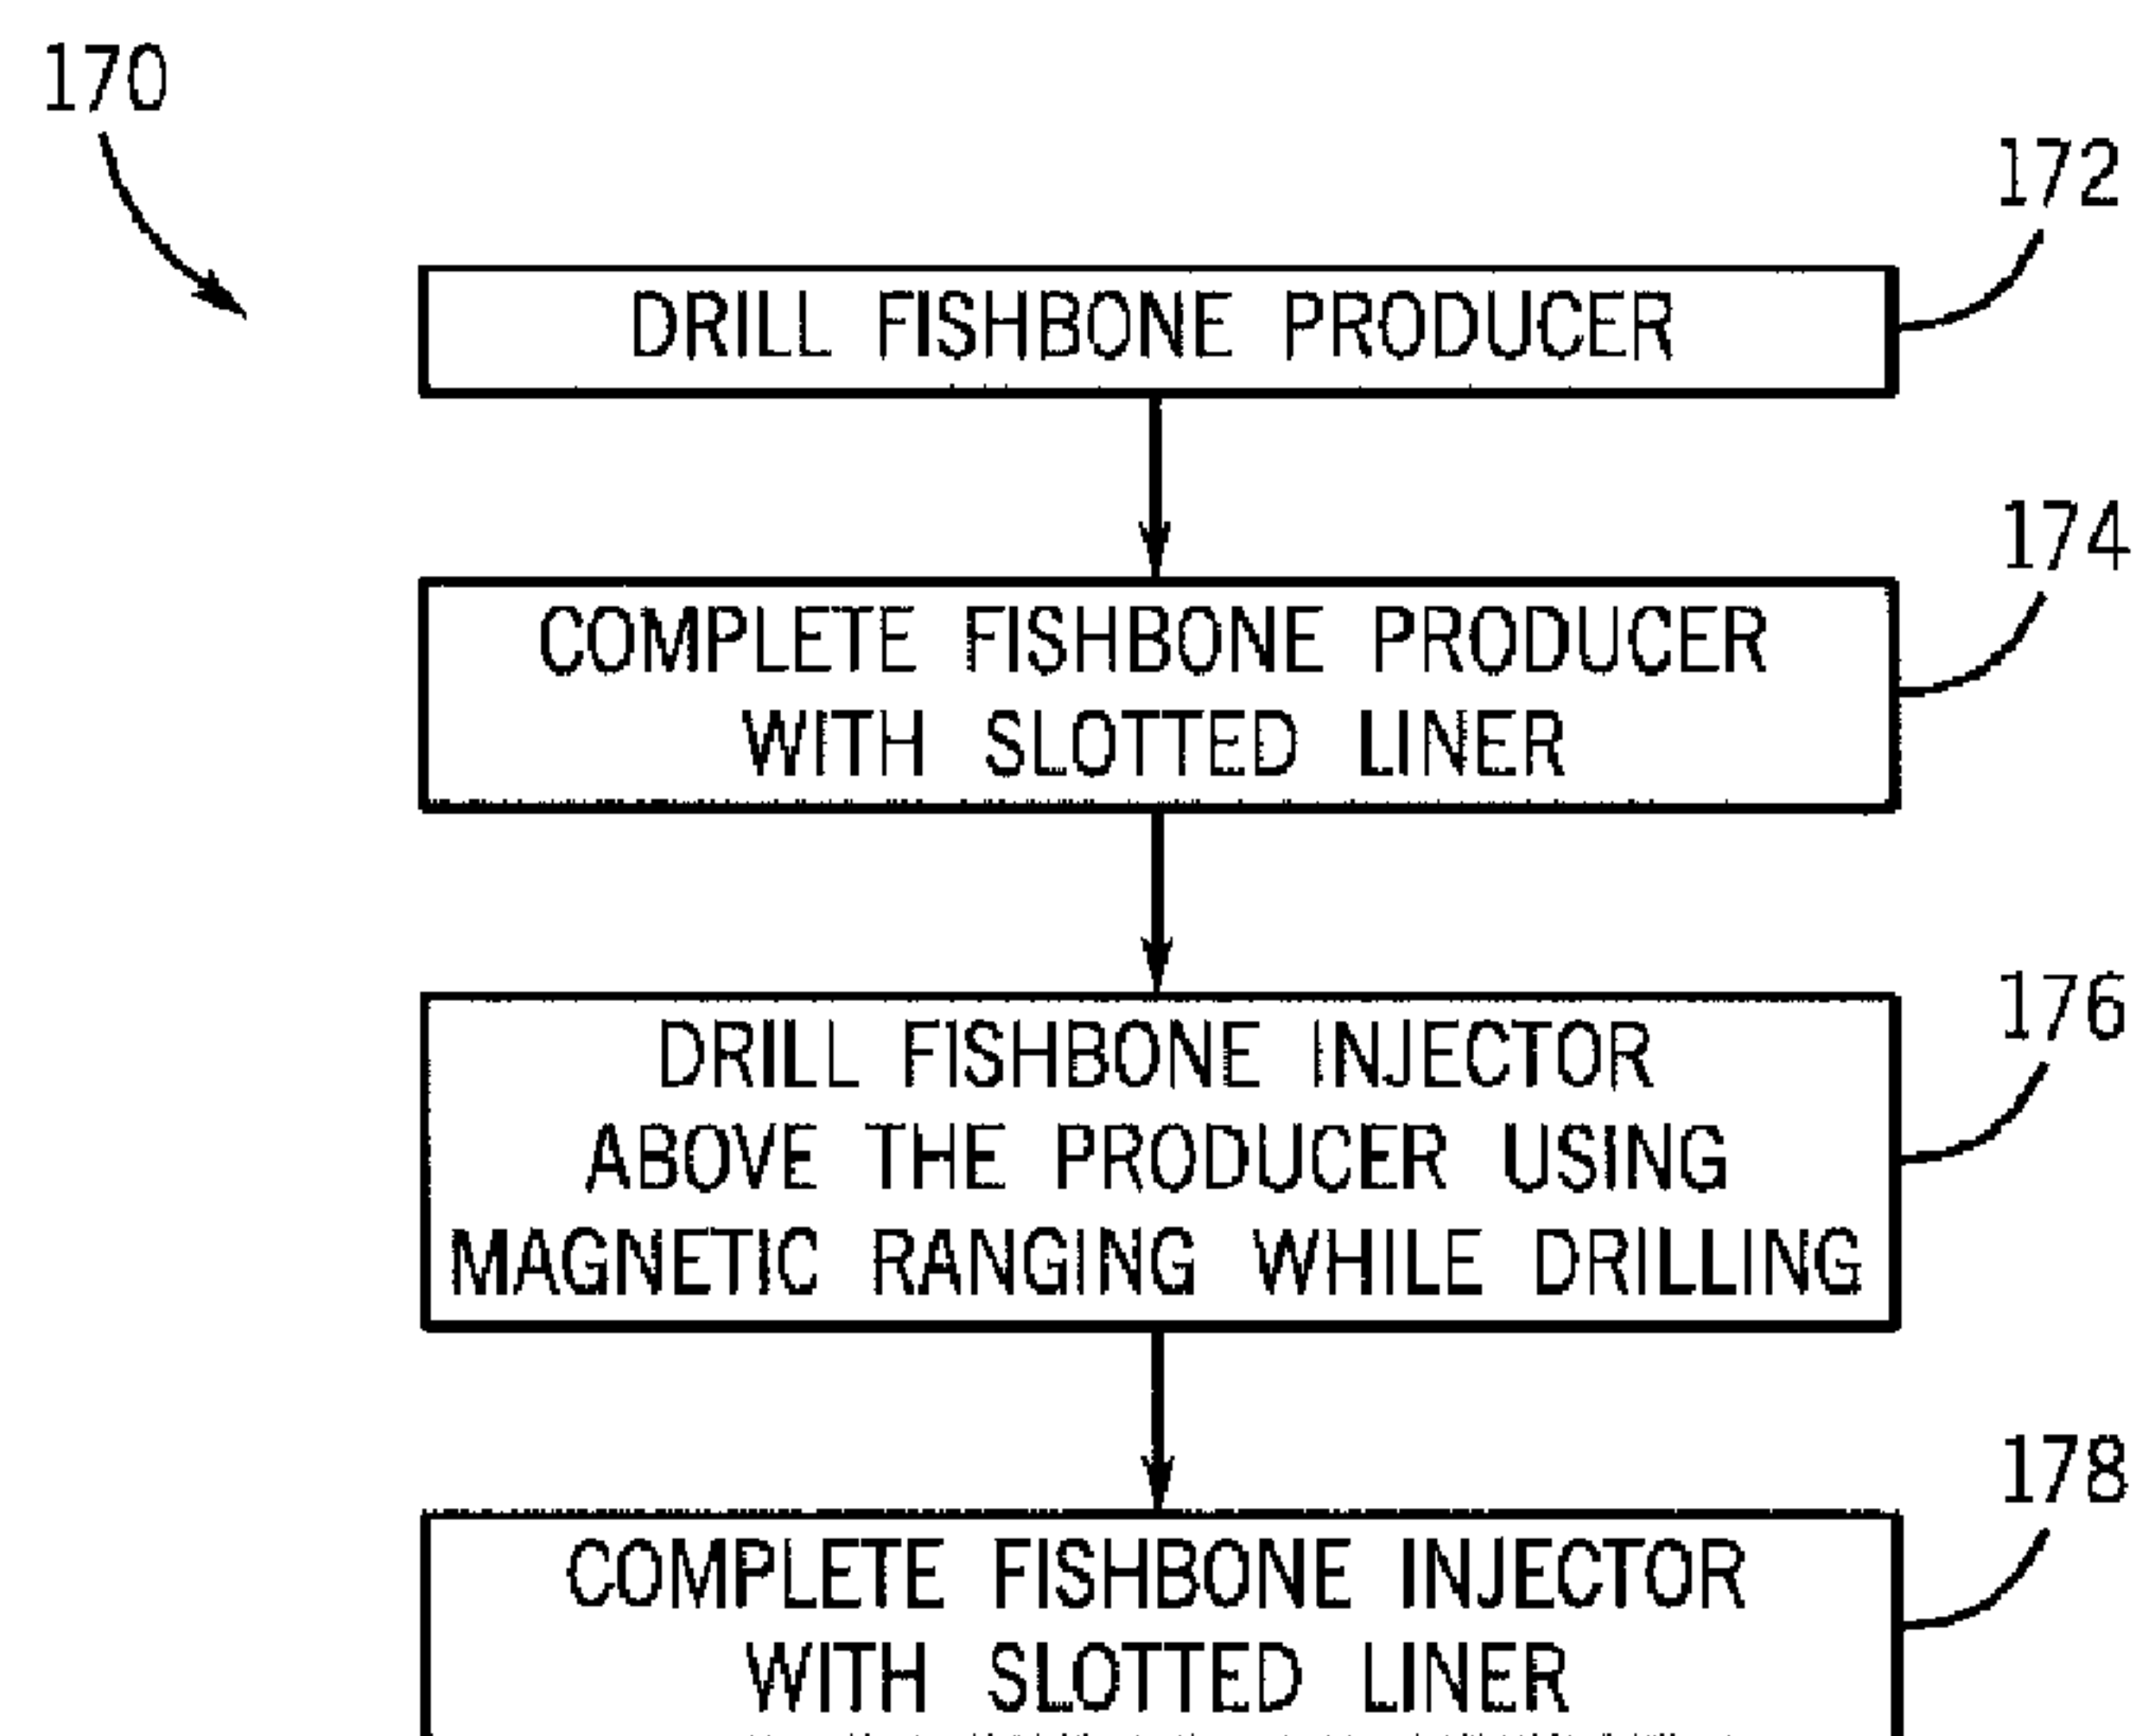 170
172
DRILL FISHBONE PRODUCER
174
COMPLETE FISHBONE PRODUCER
WITH SLOTTED LINER
176
DRILL FISHBONE INJECTOR
ABOVE THE PRODUCER USING
MAGNETIC RANGING WHILE DRILLING
178
COMPLETE FISHBONE INJECTOR
WITH SLOTTED LINER